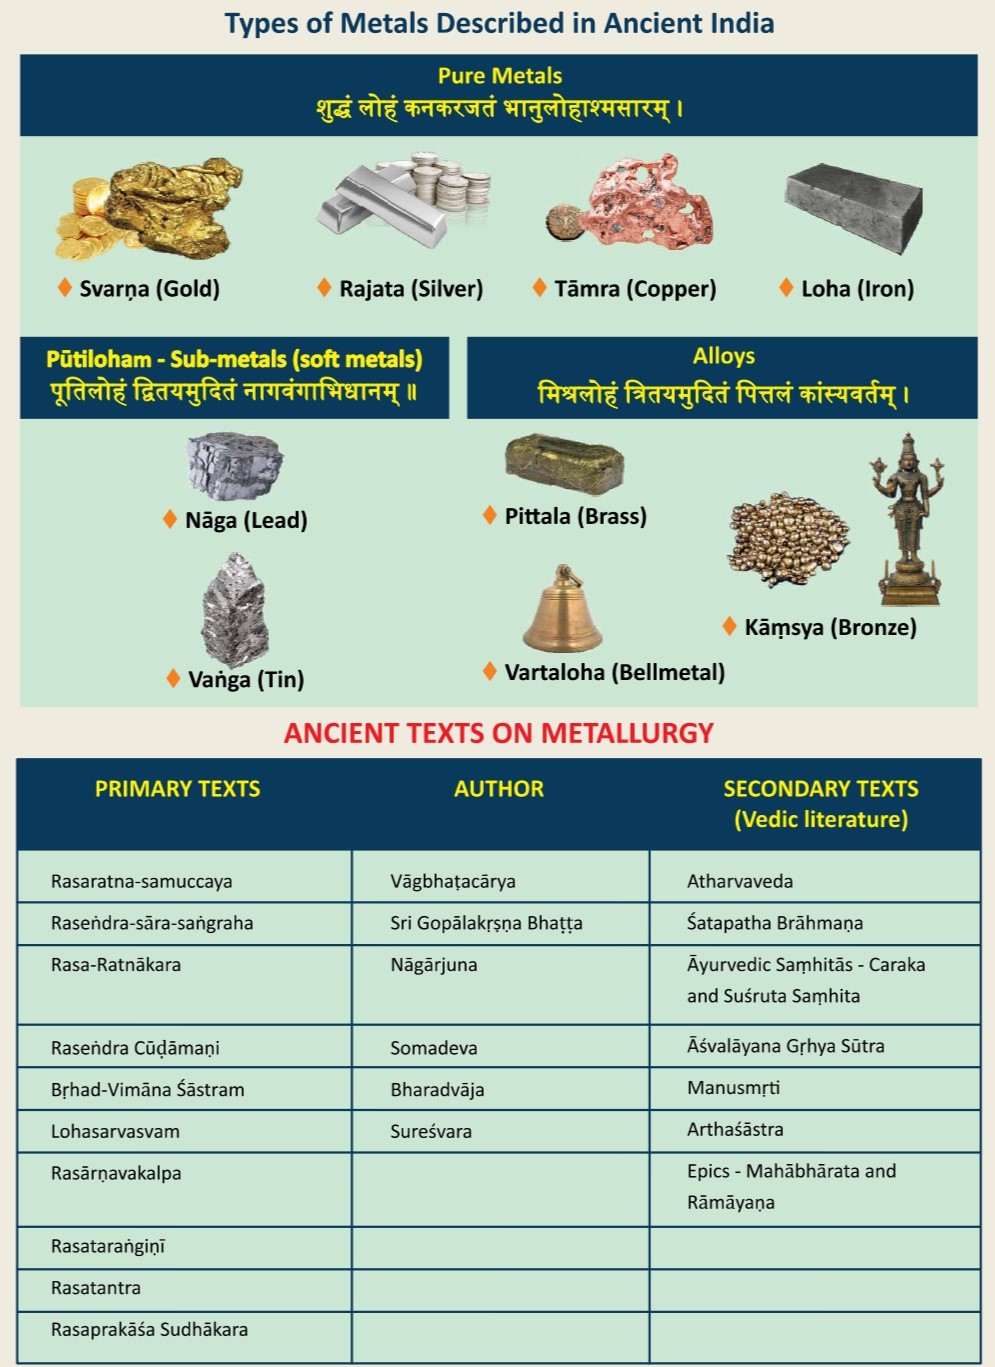 Types of Metals Described in Ancient India
Pure Metals
शुद्धं लोहं कनकरजतं भानुलोहाश्मसारम् ।
Svarṇa (Gold)
Rajata (Silver)
Tāmra (Copper)
Loha (Iron)
Pūtiloham - Sub-metals (soft metals)
पूतिलोहं द्वितयमुदितं नागवंगाभिधानम् ॥
Alloys
मिश्रलोहं त्रितयमुदितं पित्तलं कांस्यवर्तम् ।
Nāga (Lead)
Pittala (Brass)
Kāṃsya (Bronze)
Vaṅga (Tin)
Vartaloha (Bellmetal)
ANCIENT TEXTS ON METALLURGY
PRIMARY TEXTS
AUTHOR
SECONDARY TEXTS
(Vedic literature)
Rasaratna-samuccaya
Vāgbhaṭacārya
Atharvaveda
Raseṅdra-sāra-saṅgraha
Sri Gopālakṛṣṇa Bhaṭṭa
Śatapatha Brāhmaṇa
Rasa-Ratnākara
Nāgārjuna
Āyurvedic Saṃhitās - Caraka
and Suśruta Saṃhita
Raseṅdra Cūḍāmaṇi
Somadeva
Āśvalāyana Gṛhya Sūtra
Bṛhad-Vimāna Śāstram
Bharadvāja
Manusmṛti
Lohasarvasvam
Sureśvara
Arthaśāstra
Rasārṇavakalpa
Epics - Mahābhārata and
Rāmāyaṇa
Rasataraṅgiṇī
Rasatantra
Rasaprakāśa Sudhākara